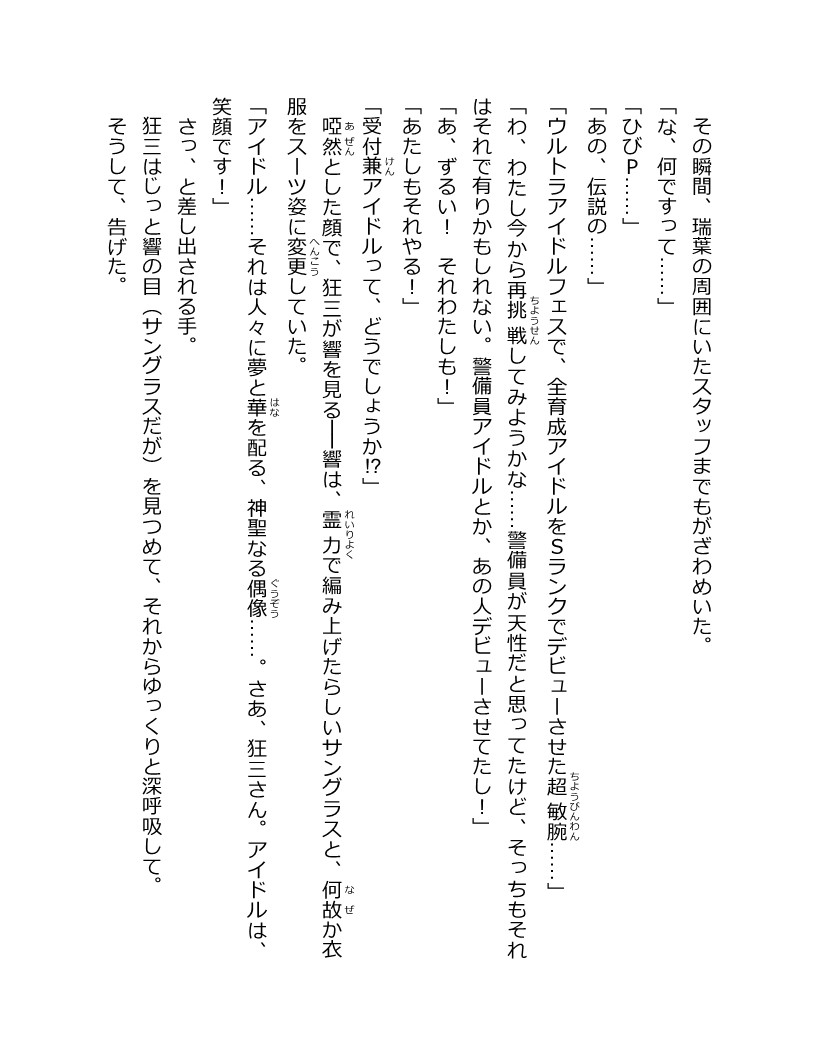 その瞬間、瑞葉の周囲にいたスタッフまでもがざわめいた。
「な、何ですって……」
「ひびP……」
「あの、伝説の……」
「ウルトラアイドルフェスで、全育成アイドルをSランクでデビューさせた超敏腕……」
「わ、わたし今から再挑戦してみようかな……警備員が天性だと思ってたけど、そっちもそれ
はそれで有りかもしれない。警備員アイドルとか、あの人デビューさせてたし！」
「あ、ずるい！　それわたしも！」
「あたしもそれやる！」
「受付兼アイドルって、どうでしょうか!?」
啞然とした顔で、狂三が響を見る──響は、霊力で編み上げたらしいサングラスと、何故か衣
服をスーツ姿に変更していた。
「アイドル……それは人々に夢と華を配る、神聖なる偶像……。さあ、狂三さん。アイドルは、
笑顔です！」
さっ、と差し出される手。
狂三はじっと響の目（サングラスだが）を見つめて、それからゆっくりと深呼吸して。
そうして、告げた。